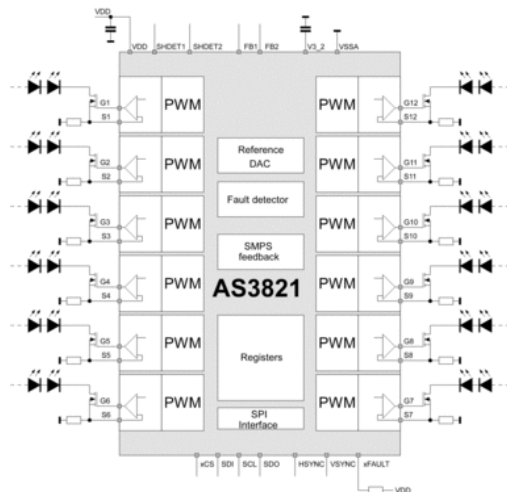 VDD
VDD SHDET1 SHDET2 FB1 FB2 V3_2 VSSA
G1 PWM PWM G12
S1 S12
G2 PWM Reference DAC PWM G11
S2 S11
Fault detector
G3 PWM PWM G10
S3 S10
SMPS feedback
G4 PWM PWM G9
S4 S9
AS3821
G5 PWM PWM G8
S5 S8
Registers
G6 PWM PWM G7
S6 S7
SPI Interface
xCS SDI SCL SDO HSYNC VSYNC xFAULT
VDD